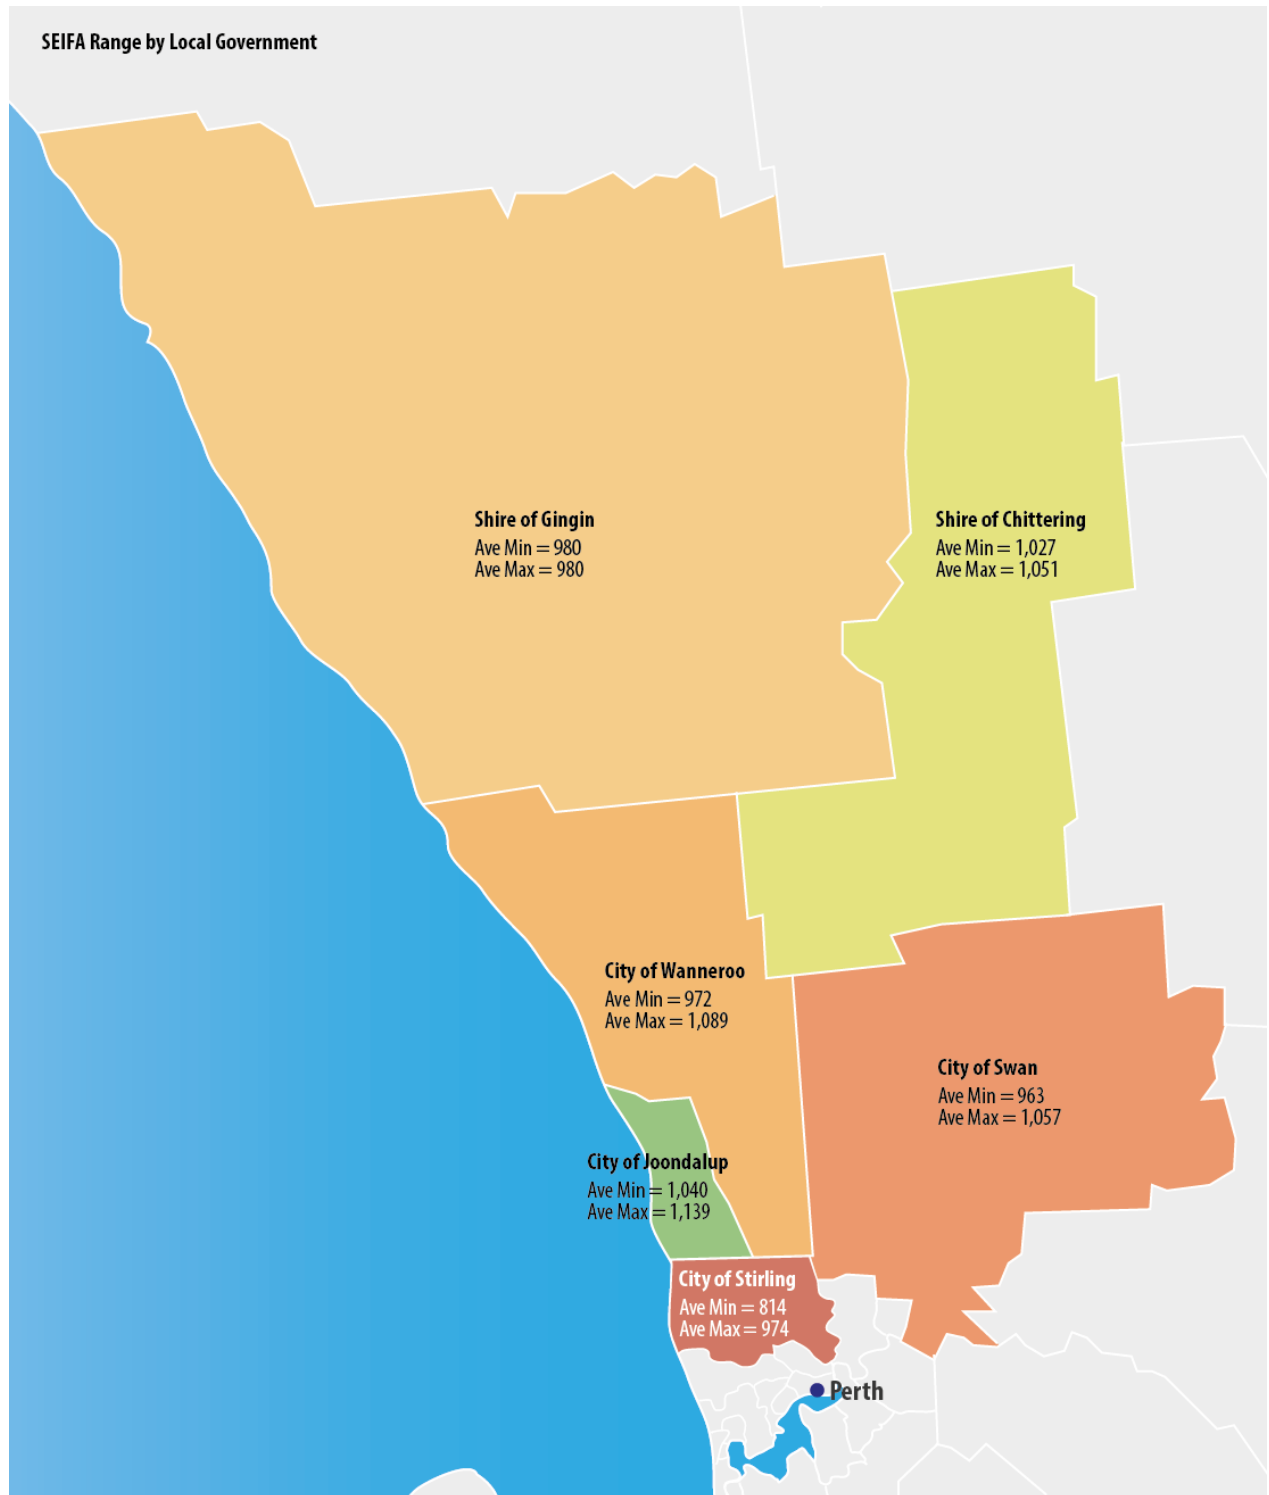 SEIFA Range by Local Government
Shire of Gingin
Ave Min = 980
Ave Max = 980
Shire of Chittering
Ave Min = 1,027
Ave Max = 1,051
City of Wanneroo
Ave Min = 972
Ave Max = 1,089
City of Swan
Ave Min = 963
Ave Max = 1,057
City of Joondalup
Ave Min = 1,040
Ave Max = 1,139
City of Stirling
Ave Min = 814
Ave Max = 974
Perth